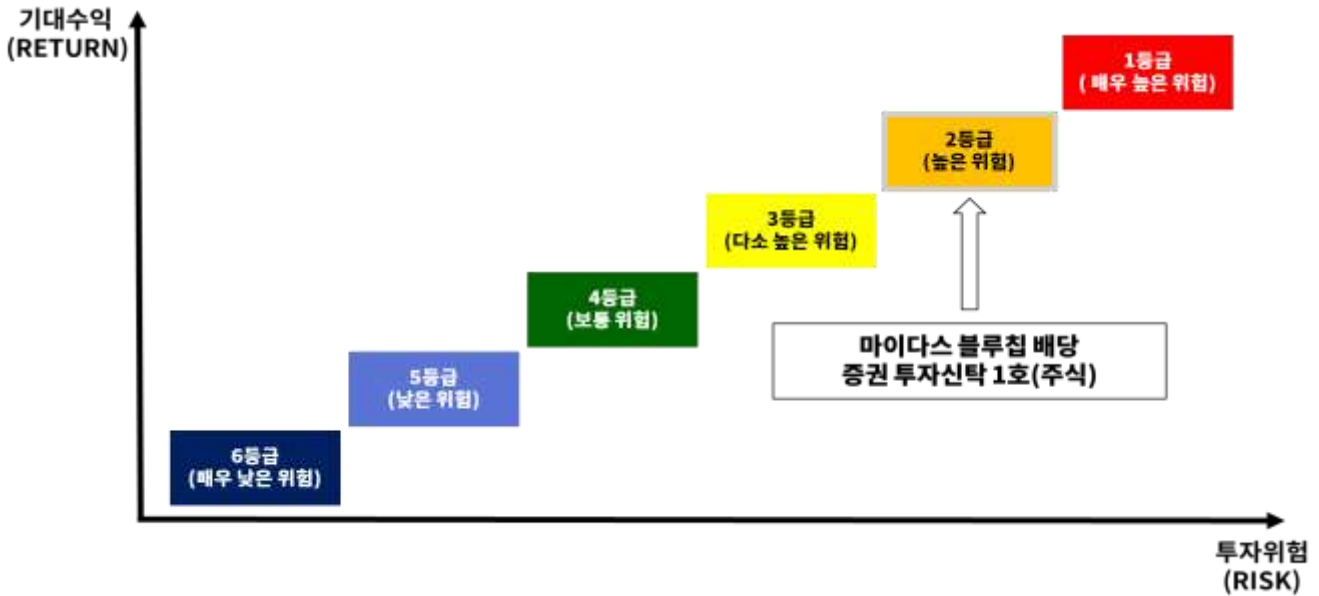 기대수익
(RETURN)
1등급
( 매우 높은 위험)
2등급
(높은 위험)
3등급
(다소 높은 위험)
4등급
(보통 위험)
마이다스 블루칩 배당
증권 투자신탁 1호(주식)
5등급
(낮은 위험)
6등급
(매우 낮은 위험)
투자위험
(RISK)